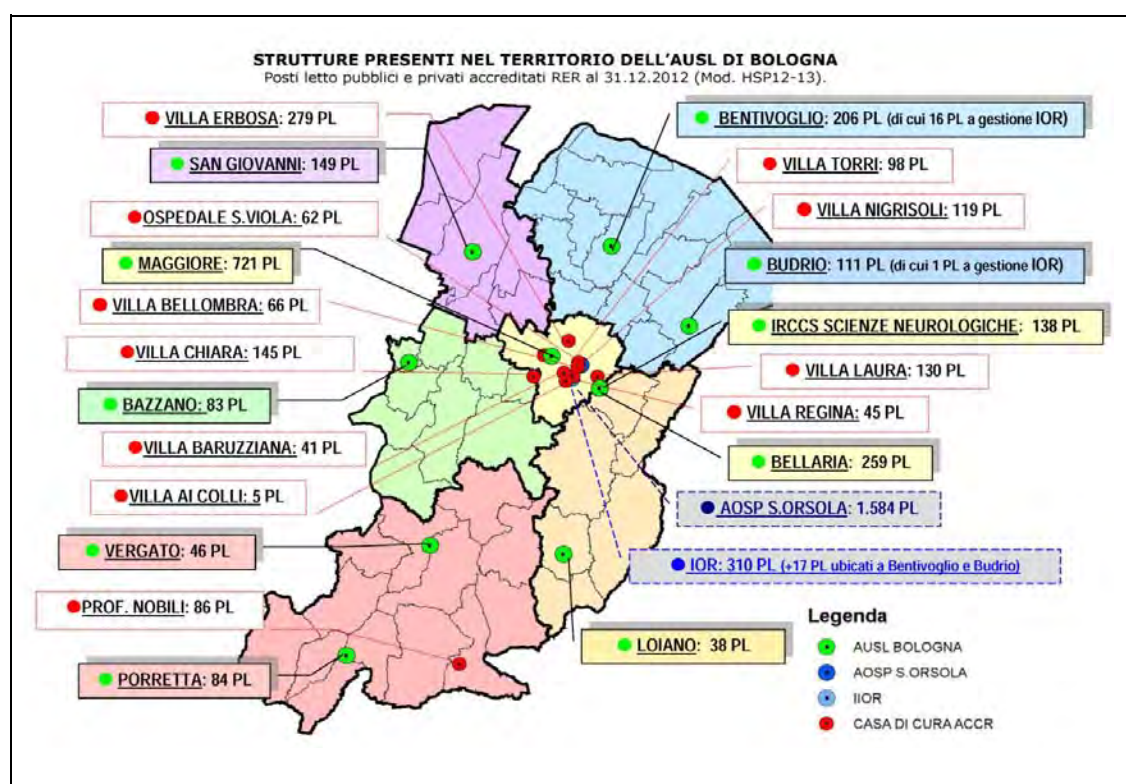 STRUTTURE PRESENTI NEL TERRITORIO DELL'AUSL DI BOLOGNA
Posti letto pubblici e privati accreditati RER al 31.12.2012 (Mod. HSP12-13).
VILLA ERBOSA: 279 PL
SAN GIOVANNI: 149 PL
OSPEDALE S.VIOLA: 62 PL
MAGGIORE: 721 PL
VILLA BELLOMBRA: 66 PL
VILLA CHIARA: 145 PL
BAZZANO: 83 PL
VILLA BARUZZIANA: 41 PL
VILLA AI COLLI: 5 PL
VERGATO: 46 PL
PROF. NOBILI: 86 PL
PORRETTA: 84 PL
BENTIVOGLIO: 206 PL (di cui 16 PL a gestione IOR)
VILLA TORRI: 98 PL
VILLA NIGRISOLI: 119 PL
BUDRIO: 111 PL (di cui 1 PL a gestione IOR)
IRCCS SCIENZE NEUROLOGICHE: 138 PL
VILLA LAURA: 130 PL
VILLA REGINA: 45 PL
BELLARIA: 259 PL
AOSP S.ORSOLA: 1.584 PL
IOR: 310 PL (+17 PL ubicati a Bentivoglio e Budrio)
LOIANO: 38 PL
Legenda
AUSL BOLOGNA
AOSP S.ORSOLA
IIOR
CASA DI CURA ACCR